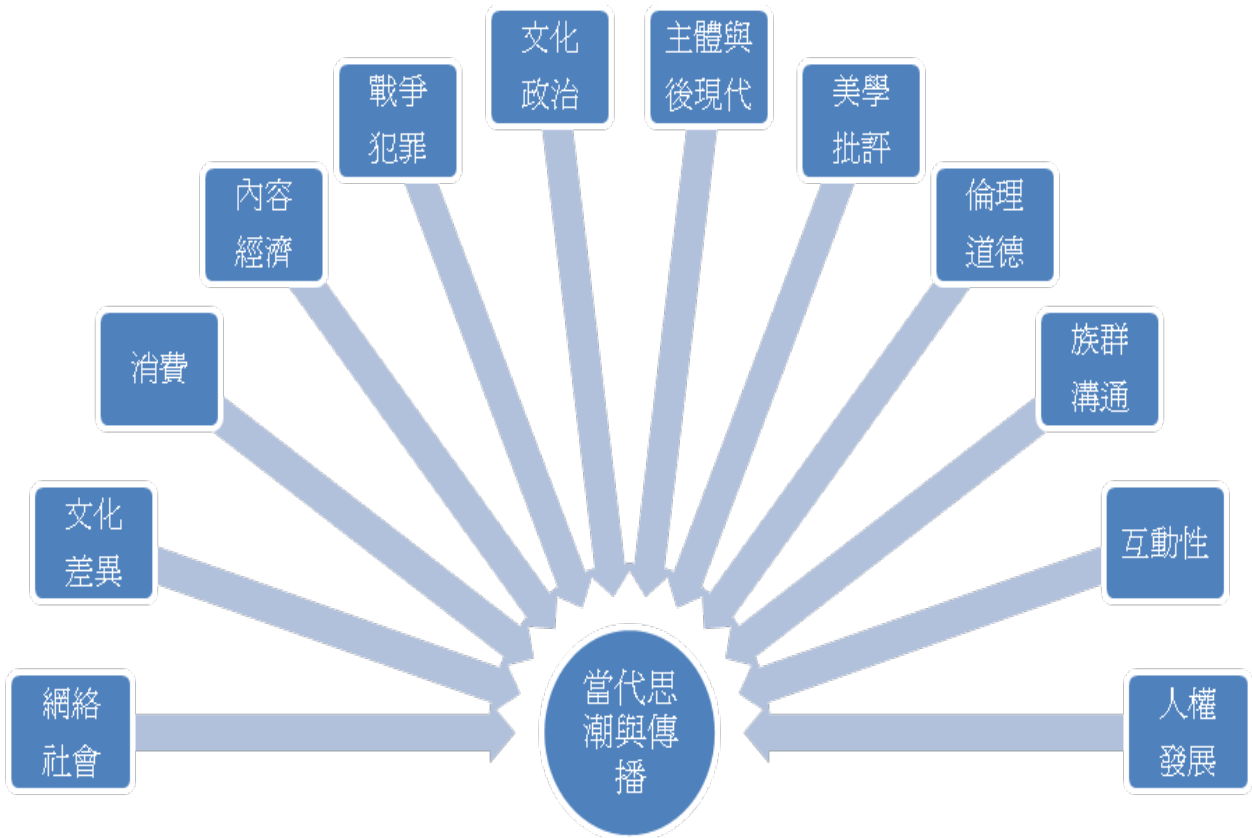 網絡
社會
文化
差異
消費
內容
經濟
戰爭
犯罪
文化
政治
主體與
後現代
美學
批評
倫理
道德
族群
溝通
互動性
人權
發展
當代思
潮與傳
播